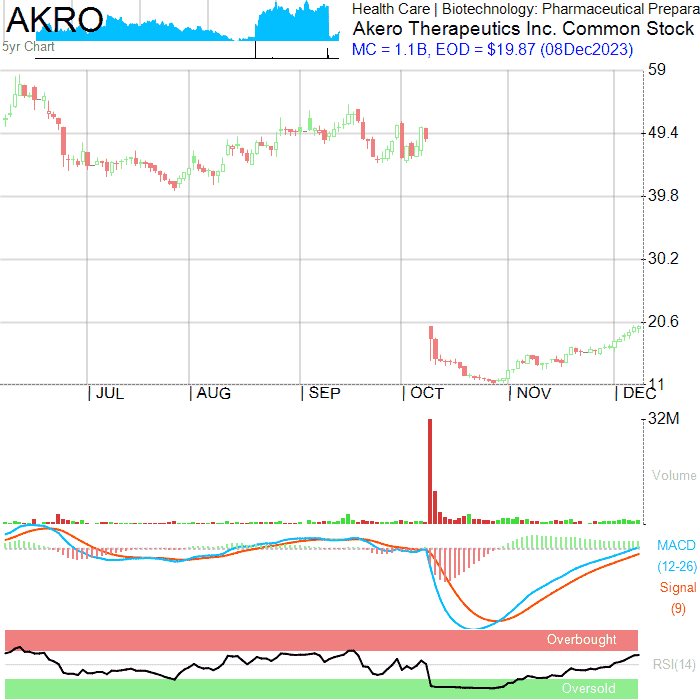 AKRO
5yr Chart
Health Care | Biotechnology: Pharmaceutical Prepara
Akero Therapeutics Inc. Common Stock
MC = 1.1B, EOD = $19.87 (08Dec2023)
59
49.4
39.8
30.2
20.6
11
| JUL | AUG | SEP | OCT | NOV | DEC
32M
Volume
MACD
(12-26)
Signal
(9)
Overbought
RSI(14)
Oversold